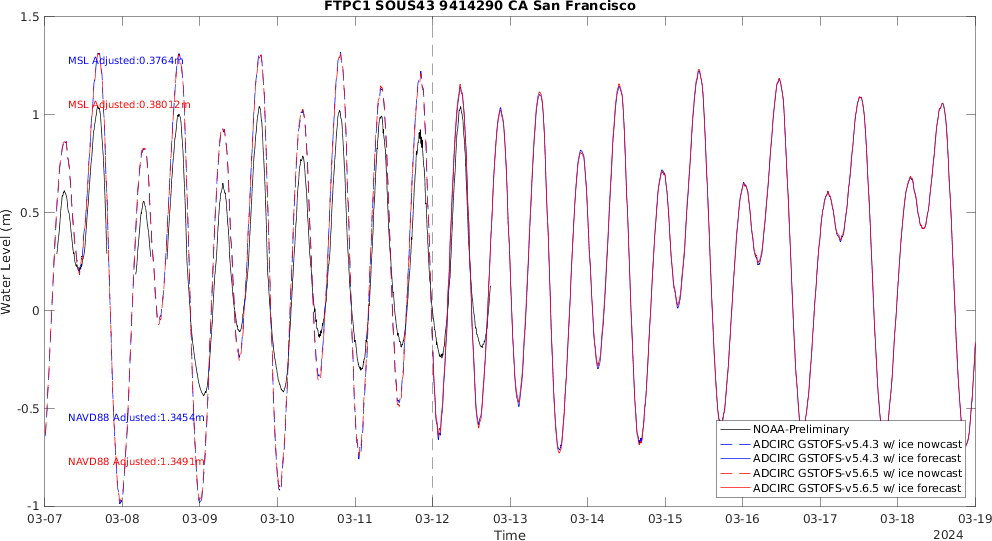 FTPC1 SOUS43 9414290 CA San Francisco
1.5
1
0.5
0
-0.5
-1
Water Level (m)
MSL Adjusted:0.3764m
MSL Adjusted:0.38012m
NAVD88 Adjusted:1.3454m
NAVD88 Adjusted:1.3491m
NOAA-Preliminary
ADCIRC GSTOFS-v5.4.3 w/ ice nowcast
ADCIRC GSTOFS-v5.4.3 w/ ice forecast
ADCIRC GSTOFS-v5.6.5 w/ ice nowcast
ADCIRC GSTOFS-v5.6.5 w/ ice forecast
03-07 03-08 03-09 03-10 03-11 03-12 03-13 03-14 03-15 03-16 03-17 03-18 03-19
Time
2024